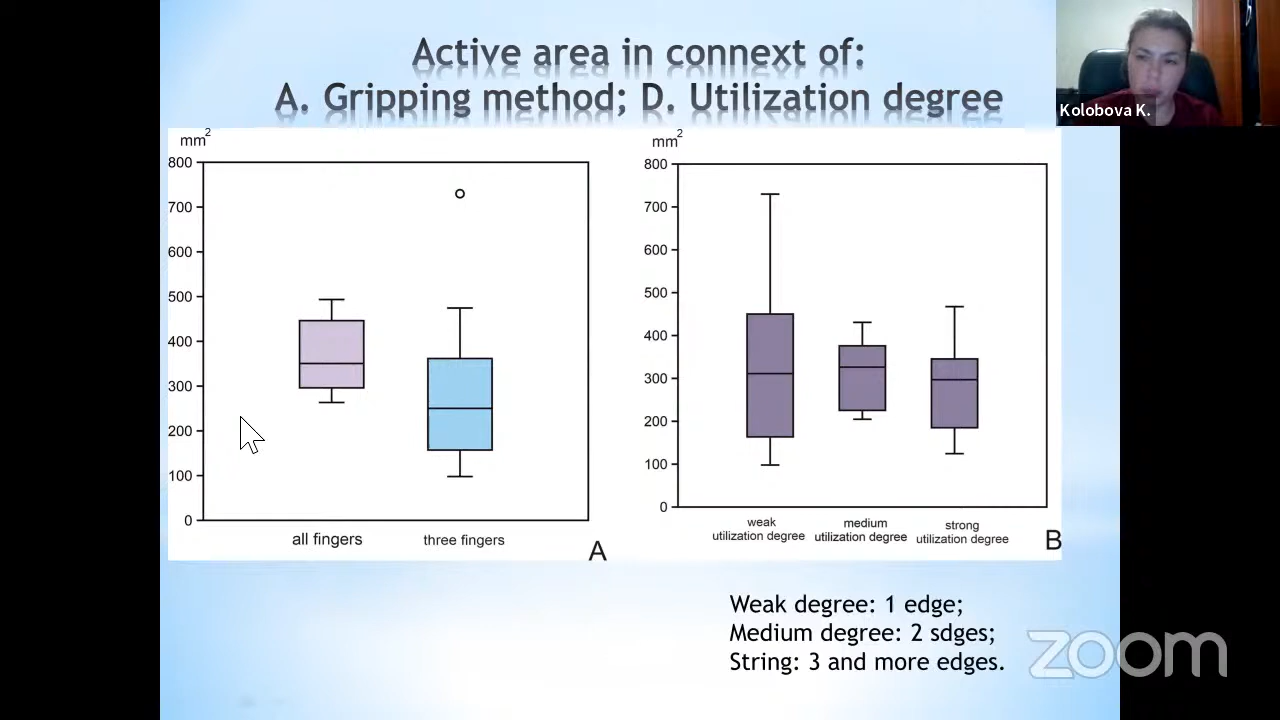 Active area in connext of:
A. Gripping method; D. Utilization degree
Kolobova K.
mm2
800
700
600
500
400
300
200
100
0
all fingers
three fingers
A
mm2
800
700
600
500
400
300
200
100
0
weak
utilization degree
medium
utilization degree
strong
utilization degree
B
Weak degree: 1 edge;
Medium degree: 2 sdges;
String: 3 and more edges.
zoom